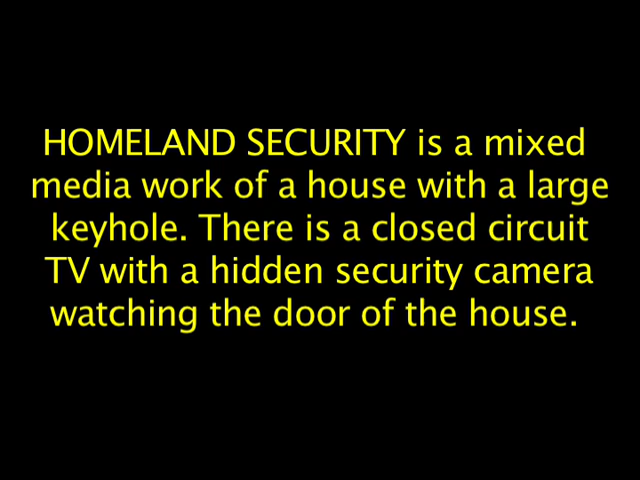 HOMELAND SECURITY is a mixed
media work of a house with a large
keyhole. There is a closed circuit
TV with a hidden security camera
watching the door of the house.